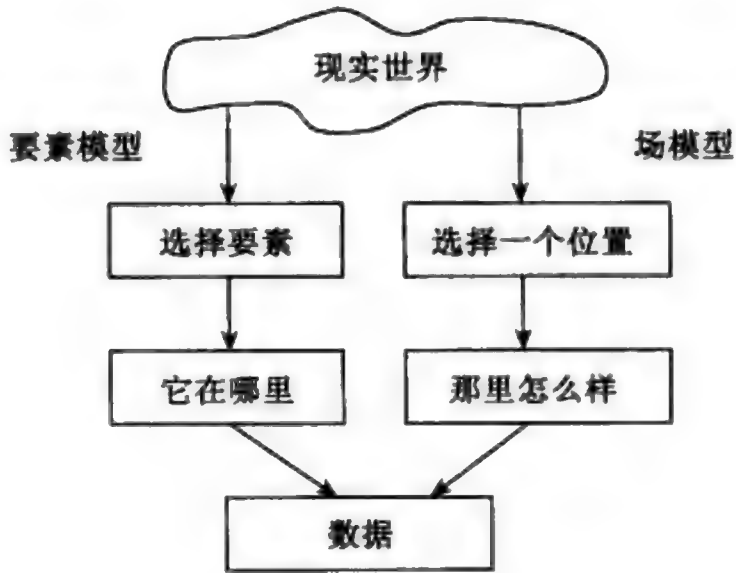 现实世界
要素模型
场模型
选择要素
选择一个位置
它在哪里
那里怎么样
数据